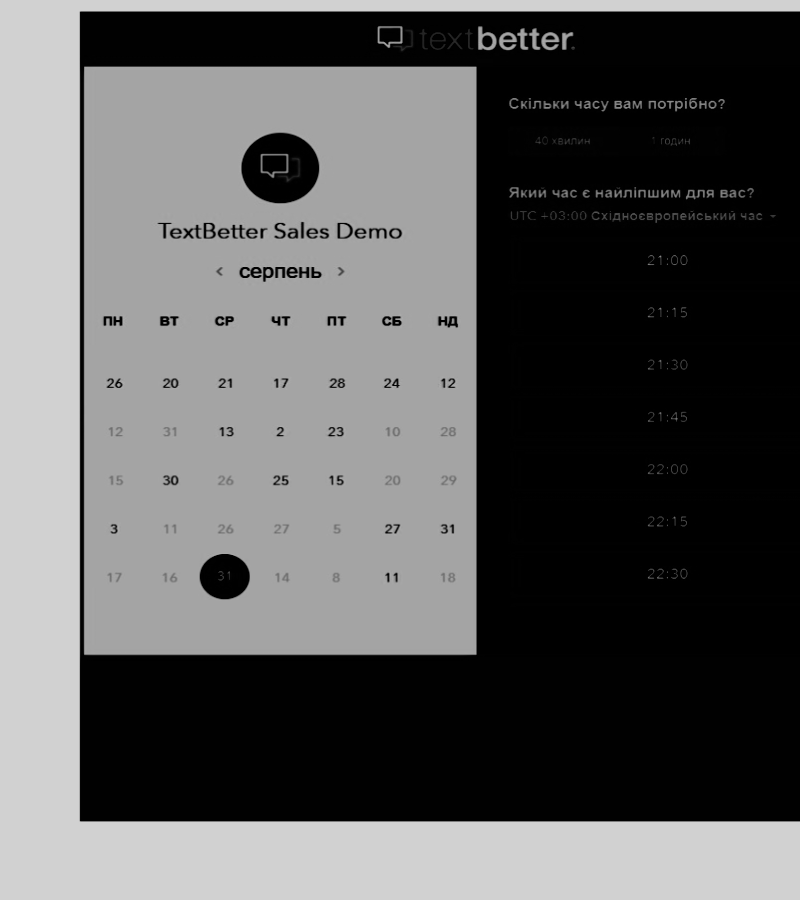 textbetter.
TextBetter Sales Demo
< серпень >
ПН ВТ СР ЧТ ПТ СБ НД
26 20 21 17 28 24 12
12 31 13 2 23 10 28
15 30 26 25 15 20 29
3 11 26 27 5 27 31
17 16 31 14 8 11 18
Скільки часу вам потрібно?
40 хвилин 1 годин
Який час є найліпшим для вас?
UTC +03:00 Східноєвропейський час
21:00
21:15
21:30
21:45
22:00
22:15
22:30